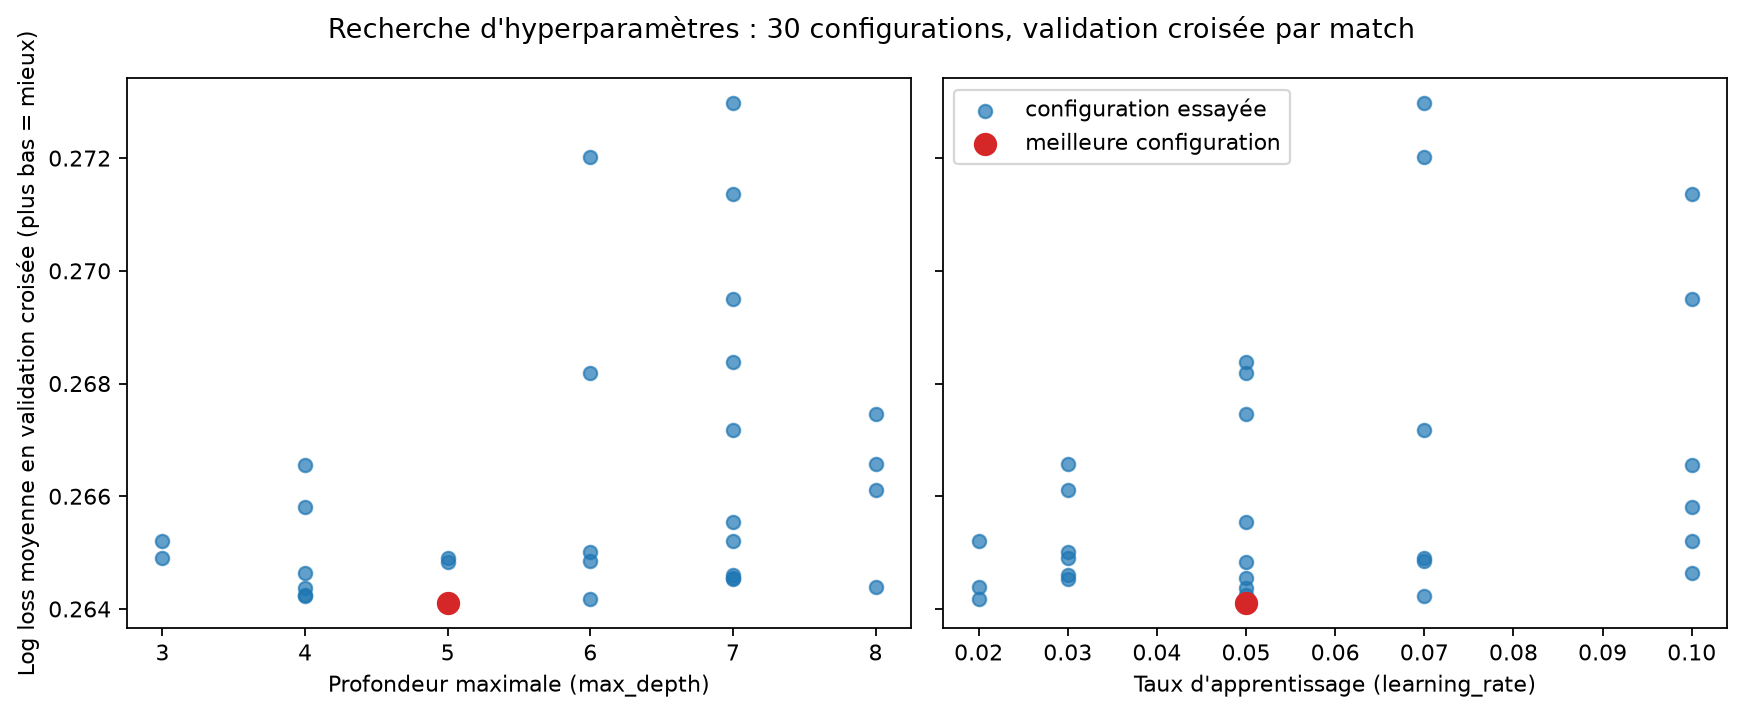 Recherche d'hyperparamètres : 30 configurations, validation croisée par match
Log loss moyenne en validation croisée (plus bas = mieux)
0.272
0.270
0.268
0.266
0.264
3 4 5 6 7 8
Profondeur maximale (max_depth)
configuration essayée
meilleure configuration
0.02 0.03 0.04 0.05 0.06 0.07 0.08 0.09 0.10
Taux d'apprentissage (learning_rate)